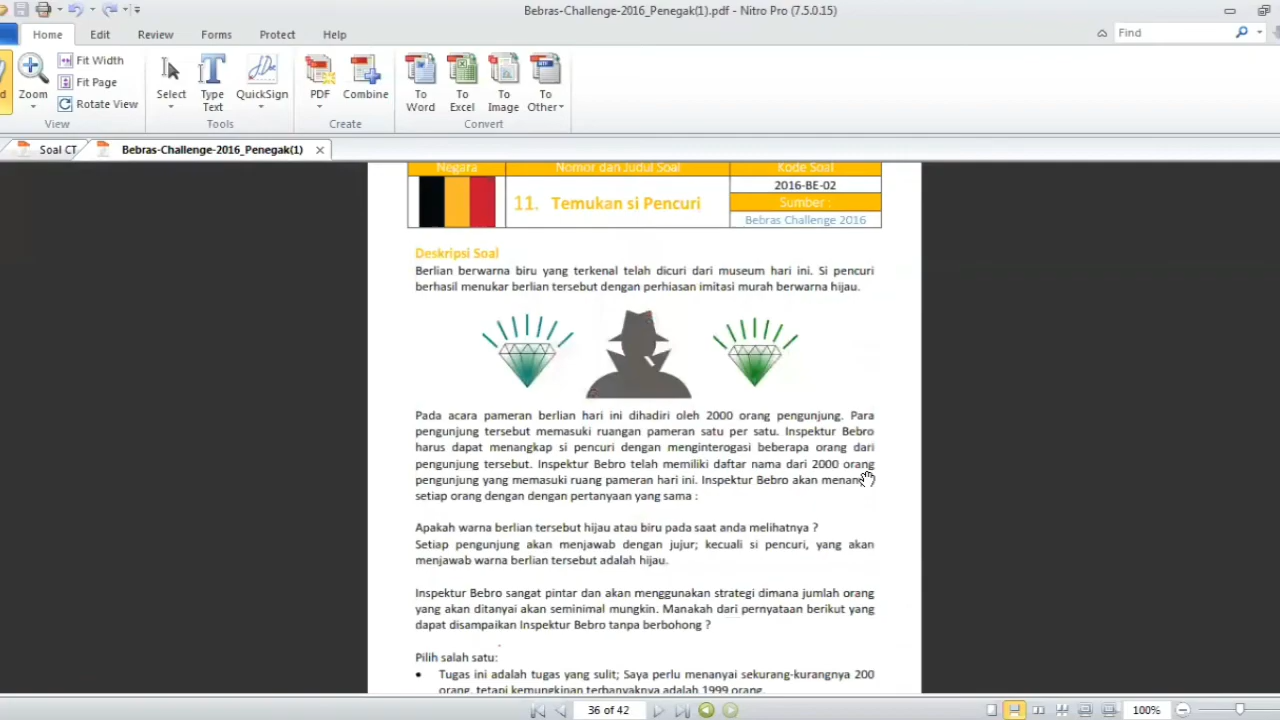 Bebras-Challenge-2016_Penegak(1).pdf - Nitro Pro (7.5.0.15)
Home Edit Review Forms Protect Help Find
Zoom
Fit Width
Fit Page
Rotate View
Select
Type Text
QuickSign
PDF
Combine
To Word
To Excel
To Image
To Other
View Tools Create Convert
Soal CT Bebras-Challenge-2016_Penegak(1)
Negara Nomor dan Judul Soal Kode Soal
2016-BE-02
11. Temukan si Pencuri
Sumber :
Bebras Challenge 2016
Deskripsi Soal
Berlian berwarna biru yang terkenal telah dicuri dari museum hari ini. Si pencuri
berhasil menukar berlian tersebut dengan perhiasan imitasi murah berwarna hijau.
Pada acara pameran berlian hari ini dihadiri oleh 2000 orang pengunjung. Para
pengunjung tersebut memasuki ruangan pameran satu per satu. Inspektur Bebro
harus dapat menangkap si pencuri dengan menginterogasi beberapa orang dari
pengunjung tersebut. Inspektur Bebro telah memiliki daftar nama dari 2000 orang
pengunjung yang memasuki ruang pameran hari ini. Inspektur Bebro akan
setiap orang dengan dengan pertanyaan yang sama :
Apakah warna berlian tersebut hijau atau biru pada saat anda melihatnya ?
Setiap pengunjung akan menjawab dengan jujur; kecuali si pencuri, yang akan
menjawab warna berlian tersebut adalah hijau.
Inspektur Bebro sangat pintar dan akan menggunakan strategi dimana jumlah orang
yang akan ditanyai akan seminimal mungkin. Manakah dari pernyataan berikut yang
dapat disampaikan Inspektur Bebro tanpa berbohong ?
Pilih salah satu:
• Tugas ini adalah tugas yang sulit; Saya perlu menanyai sekurang-kurangnya 200
orang, tetapi kemungkinan terbanyaknya adalah 1999 orang.
36 of 42 100%